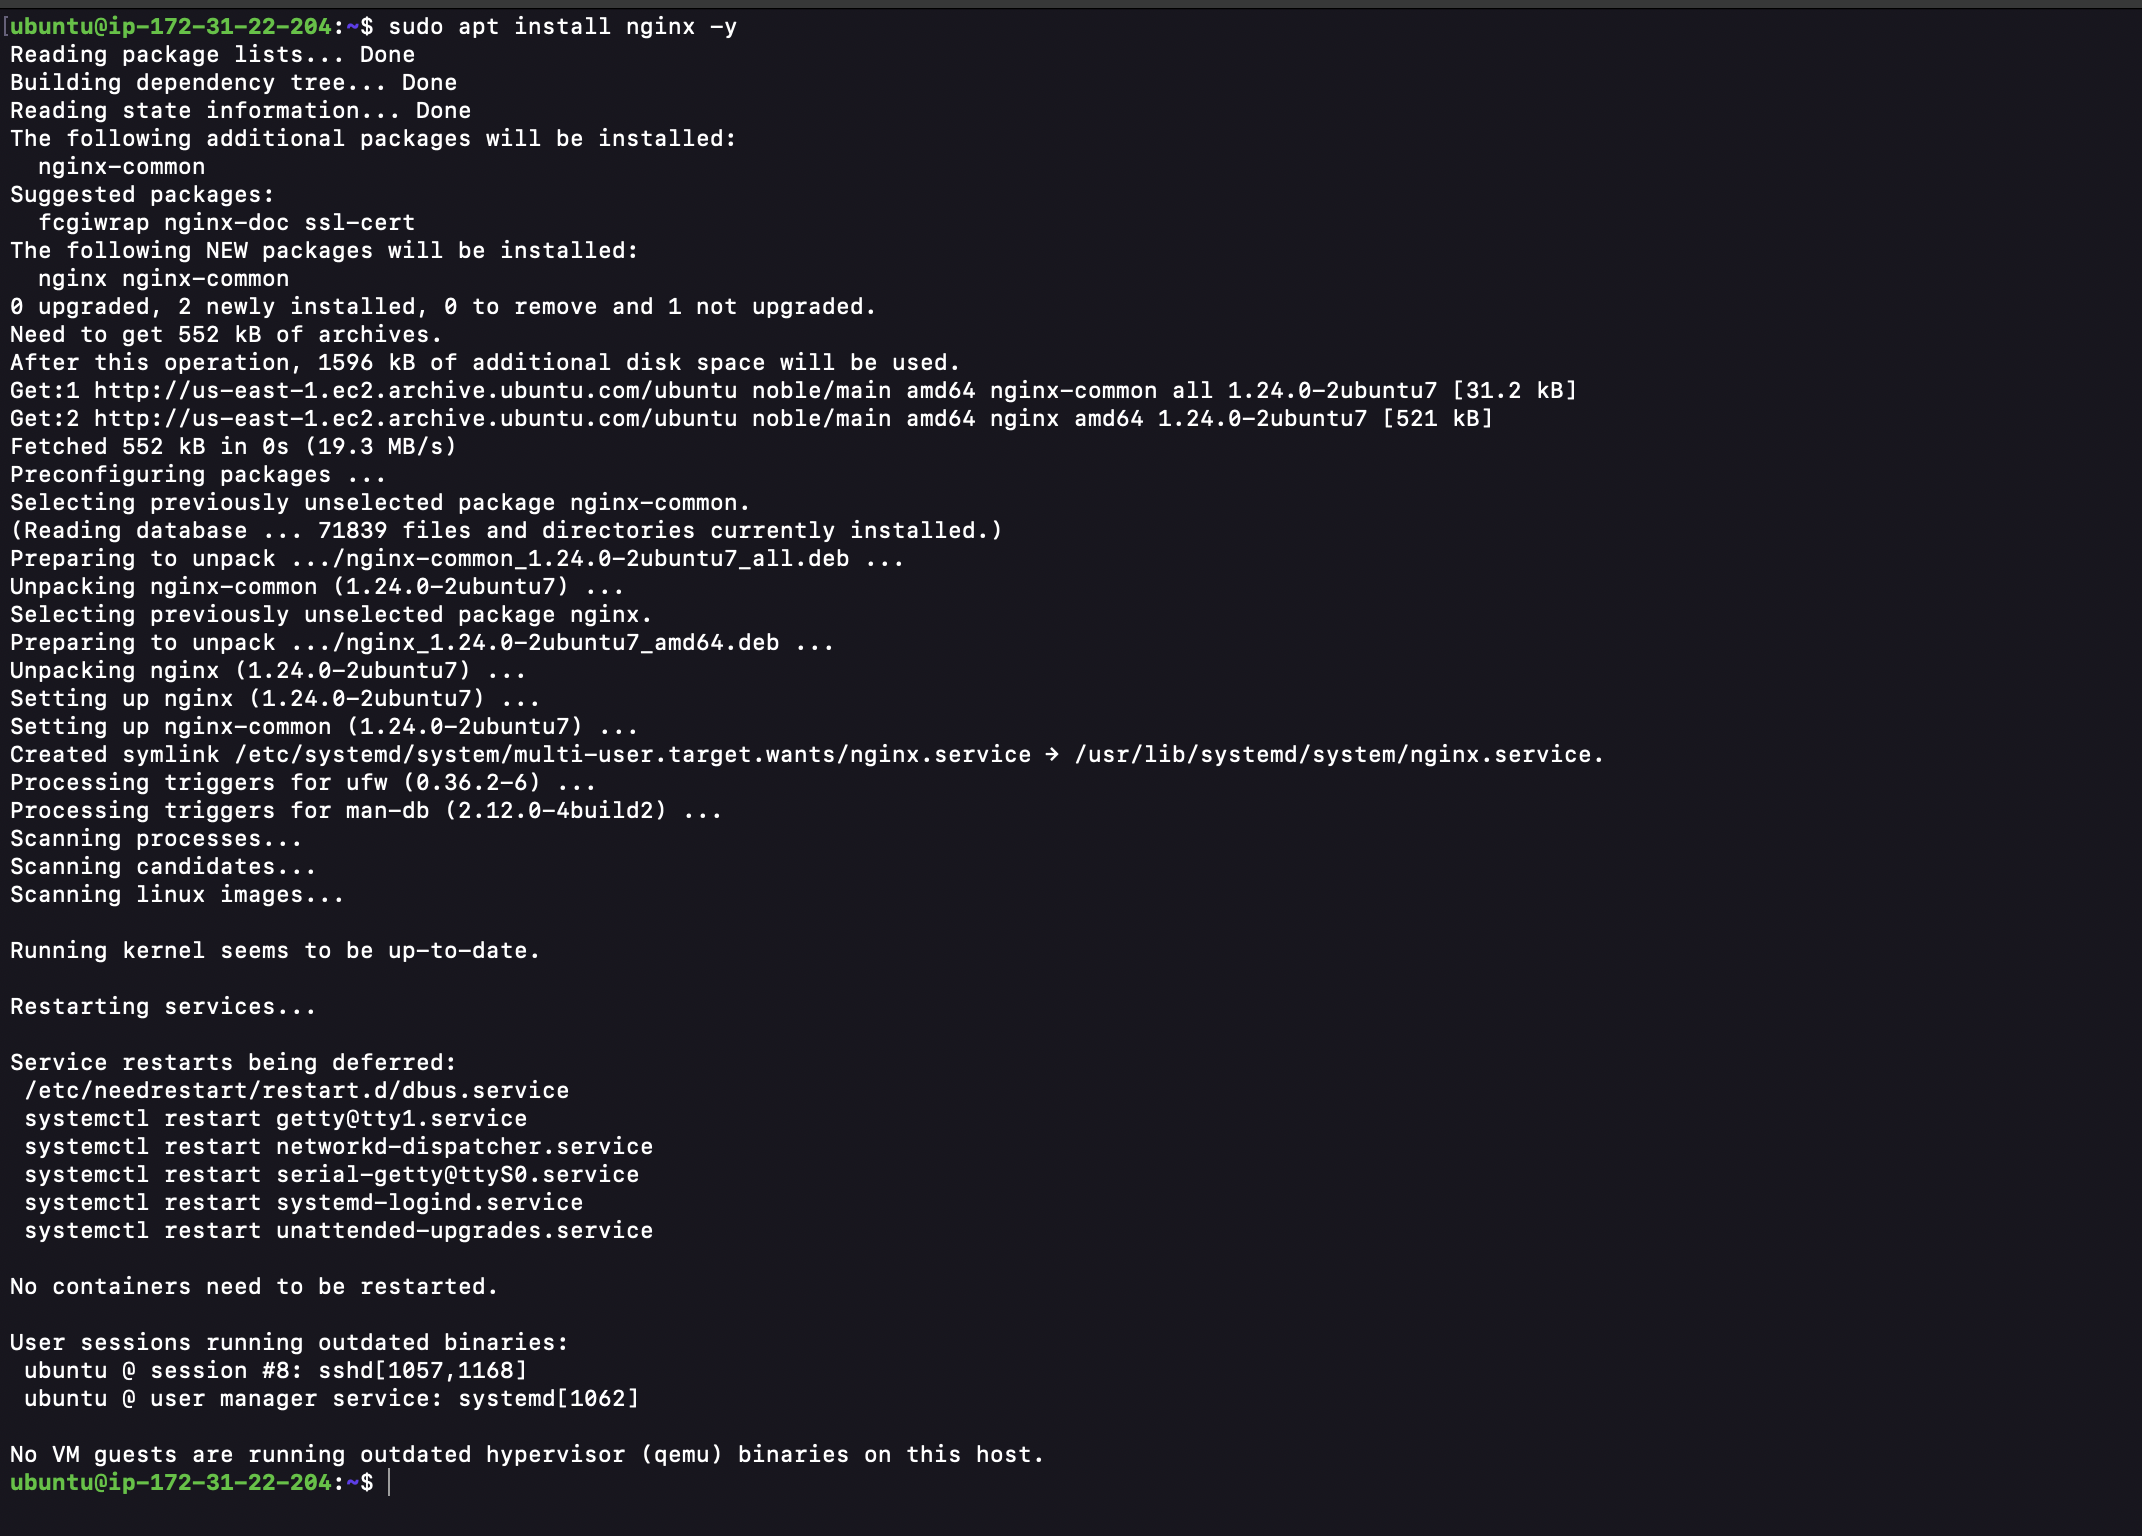 [ubuntu@ip-172-31-22-204:~$ sudo apt install nginx -y
Reading package lists... Done
Building dependency tree... Done
Reading state information... Done
The following additional packages will be installed:
  nginx-common
Suggested packages:
  fcgiwrap nginx-doc ssl-cert
The following NEW packages will be installed:
  nginx nginx-common
0 upgraded, 2 newly installed, 0 to remove and 1 not upgraded.
Need to get 552 kB of archives.
After this operation, 1596 kB of additional disk space will be used.
Get:1 http://us-east-1.ec2.archive.ubuntu.com/ubuntu noble/main amd64 nginx-common all 1.24.0-2ubuntu7 [31.2 kB]
Get:2 http://us-east-1.ec2.archive.ubuntu.com/ubuntu noble/main amd64 nginx amd64 1.24.0-2ubuntu7 [521 kB]
Fetched 552 kB in 0s (19.3 MB/s)
Preconfiguring packages ...
Selecting previously unselected package nginx-common.
(Reading database ... 71839 files and directories currently installed.)
Preparing to unpack .../nginx-common_1.24.0-2ubuntu7_all.deb ...
Unpacking nginx-common (1.24.0-2ubuntu7) ...
Selecting previously unselected package nginx.
Preparing to unpack .../nginx_1.24.0-2ubuntu7_amd64.deb ...
Unpacking nginx (1.24.0-2ubuntu7) ...
Setting up nginx (1.24.0-2ubuntu7) ...
Setting up nginx-common (1.24.0-2ubuntu7) ...
Created symlink /etc/systemd/system/multi-user.target.wants/nginx.service → /usr/lib/systemd/system/nginx.service.
Processing triggers for ufw (0.36.2-6) ...
Processing triggers for man-db (2.12.0-4build2) ...
Scanning processes...
Scanning candidates...
Scanning linux images...

Running kernel seems to be up-to-date.

Restarting services...

Service restarts being deferred:
 /etc/needrestart/restart.d/dbus.service
 systemctl restart getty@tty1.service
 systemctl restart networkd-dispatcher.service
 systemctl restart serial-getty@ttyS0.service
 systemctl restart systemd-logind.service
 systemctl restart unattended-upgrades.service

No containers need to be restarted.

User sessions running outdated binaries:
 ubuntu @ session #8: sshd[1057,1168]
 ubuntu @ user manager service: systemd[1062]

No VM guests are running outdated hypervisor (qemu) binaries on this host.
ubuntu@ip-172-31-22-204:~$